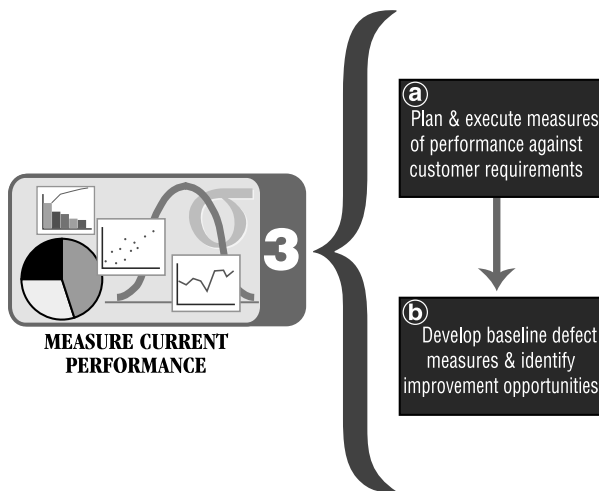 σ
3
MEASURE CURRENT
PERFORMANCE
a
Plan & execute measures
of performance against
customer requirements
b
Develop baseline defect
measures & identify
improvement opportunities